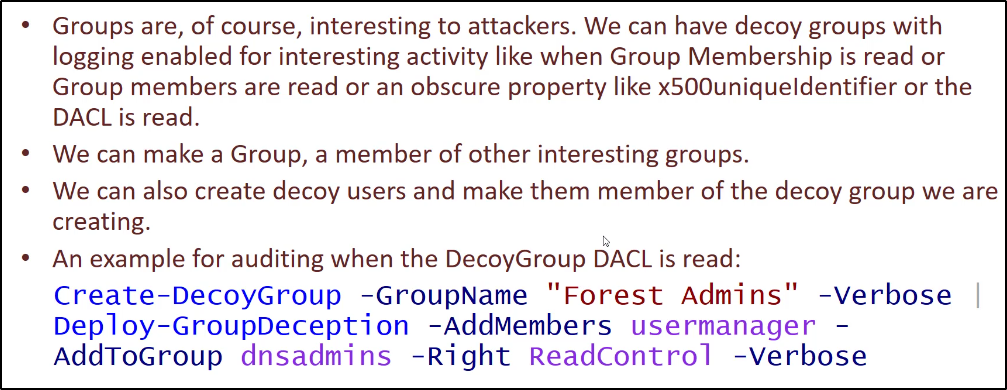 • Groups are, of course, interesting to attackers. We can have decoy groups with
logging enabled for interesting activity like when Group Membership is read or
Group members are read or an obscure property like x500uniqueIdentifier or the
DACL is read.
• We can make a Group, a member of other interesting groups.
• We can also create decoy users and make them member of the decoy group we are
creating.
• An example for auditing when the DecoyGroup DACL is read:
Create-DecoyGroup -GroupName "Forest Admins" -Verbose |
Deploy-GroupDeception -AddMembers usermanager -
AddToGroup dnsadmins -Right ReadControl -Verbose